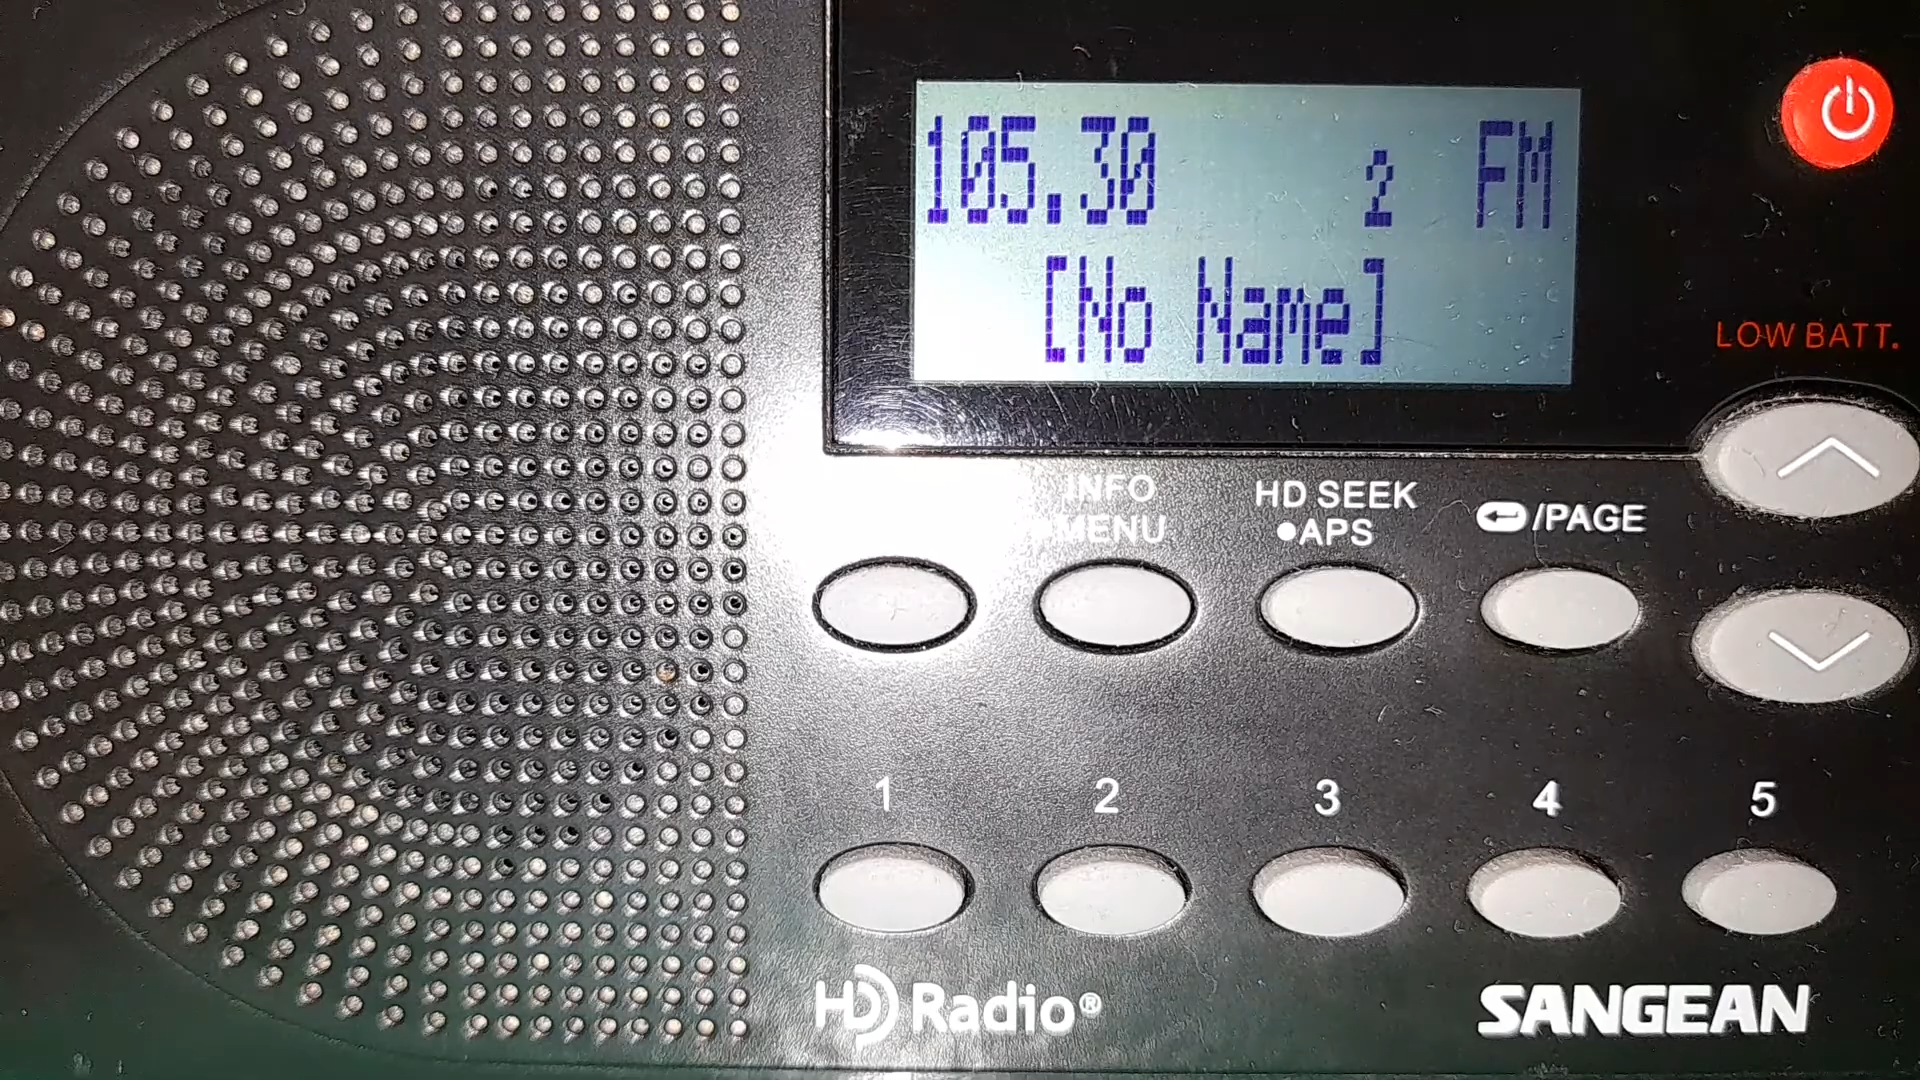 105.30 2 FM
[No Name]
LOW BATT.
INFO
MENU
HD SEEK
●APS
/PAGE
1 2 3 4 5
HD Radio®
SANGEAN